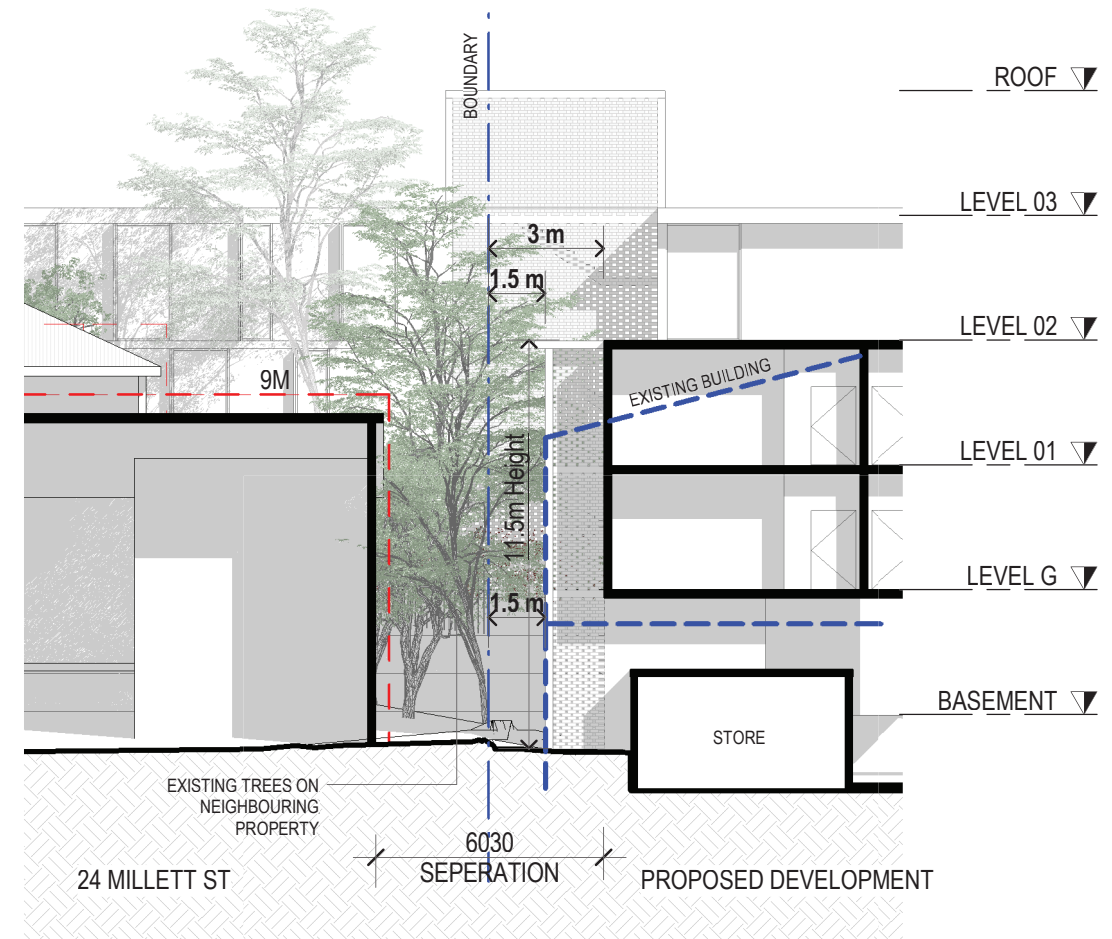 BOUNDARY
ROOF
LEVEL 03
3 m
1.5 m
LEVEL 02
EXISTING BUILDING
9M
LEVEL 01
11.5m Height
LEVEL G
1.5 m
BASEMENT
STORE
EXISTING TREES ON
NEIGHBOURING
PROPERTY
6030
SEPERATION
24 MILLETT ST
PROPOSED DEVELOPMENT